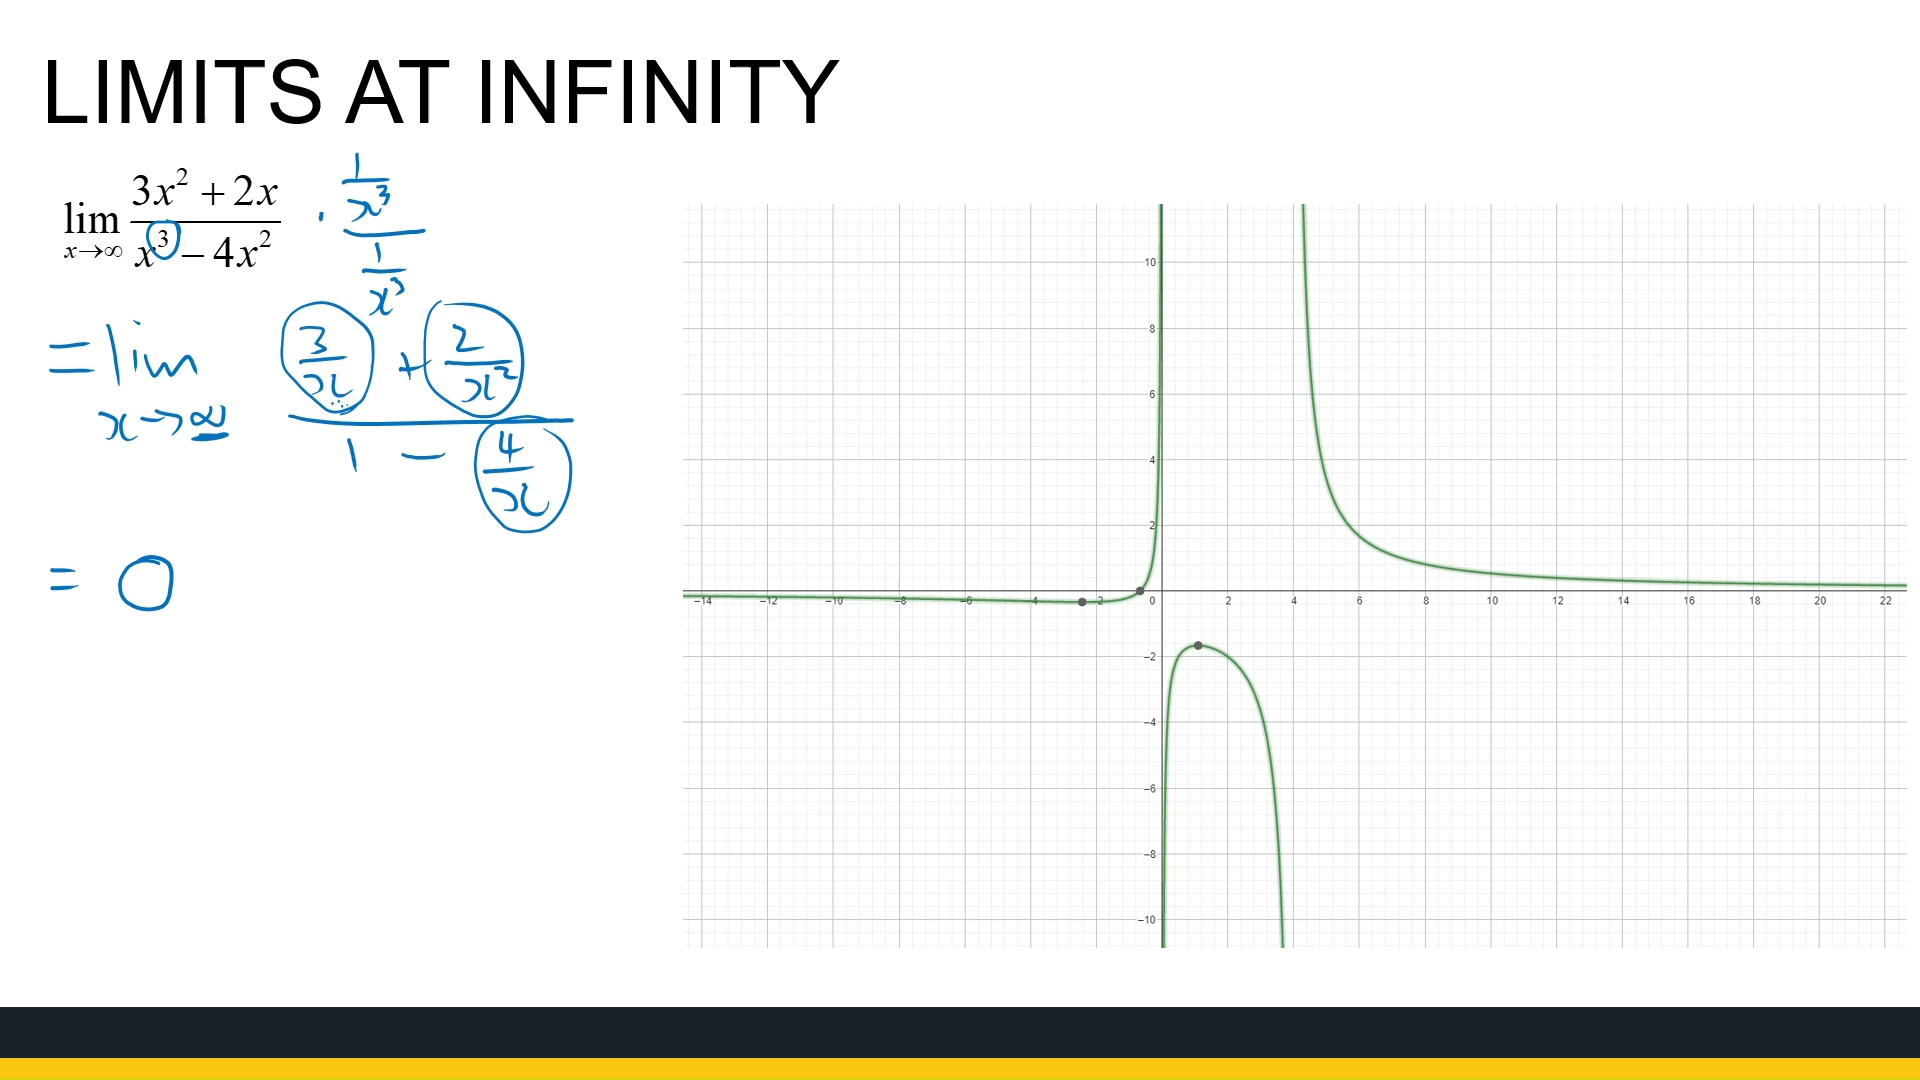 LIMITS AT INFINITY
lim x→∞ (3x² + 2x)/(x³ − 4x²) · (1/x³)/(1/x³)
= lim x→∞ (3/x + 2/x²)/(1 − 4/x)
= 0
10
8
6
4
2
−14 −12 −10 −8 −6 −4 −2 0 2 4 6 8 10 12 14 16 18 20 22
−2
−4
−6
−8
−10